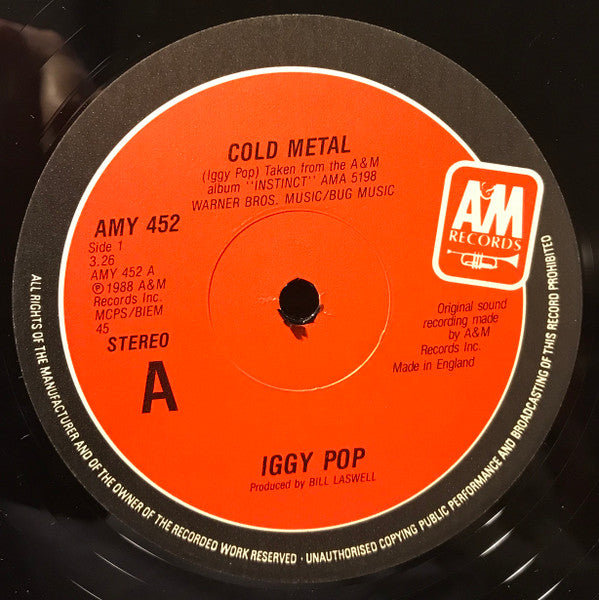 COLD METAL
(Iggy Pop) Taken from the A&M
album "INSTINCT" AMA 5198
WARNER BROS. MUSIC/BUG MUSIC
AMY 452
Side 1
3.26
AMY 452 A
℗ 1988 A&M
Records Inc.
MCPS/BIEM
45
STEREO
A
A&M
RECORDS
Original sound
recording made
by A&M
Records Inc.
Made in England
IGGY POP
Produced by BILL LASWELL
ALL RIGHTS OF THE MANUFACTURER AND OF THE OWNER OF THE RECORDED WORK RESERVED · UNAUTHORISED COPYING PUBLIC PERFORMANCE AND BROADCASTING OF THIS RECORD PROHIBITED